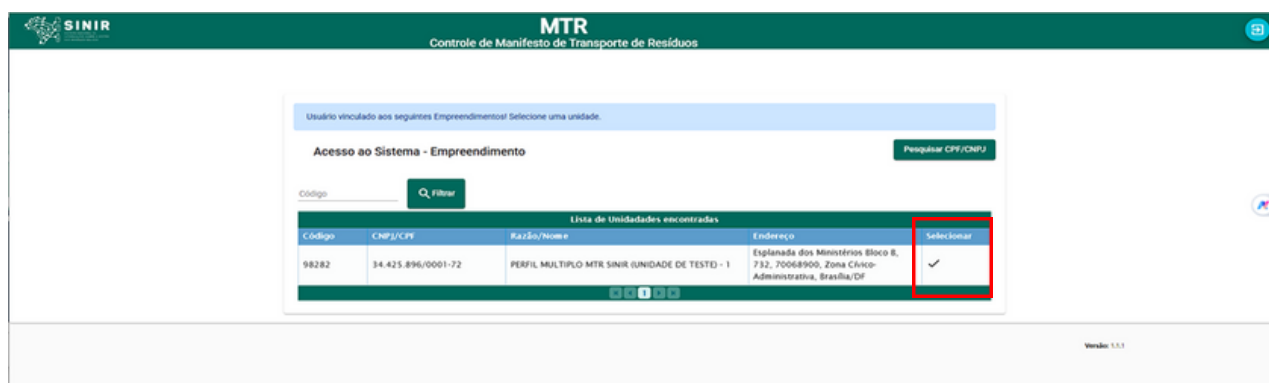 SINIR
MTR
Controle de Manifesto de Transporte de Resíduos
Usuário vinculado aos seguintes Empreendimentos! Selecione uma unidade.
Acesso ao Sistema - Empreendimento
Pesquisar CPF/CNPJ
Código
Filtrar
Lista de Unidadades encontradas
Código CNPJ/CPF Razão/Nome Endereço Selecionar
98282 34.425.896/0001-72 PERFIL MULTIPLO MTR SINIR (UNIDADE DE TESTE) - 1
Esplanada dos Ministérios Bloco B,
732, 70068900, Zona Cívico-
Administrativa, Brasília/DF
1
Versão: 1.1.1